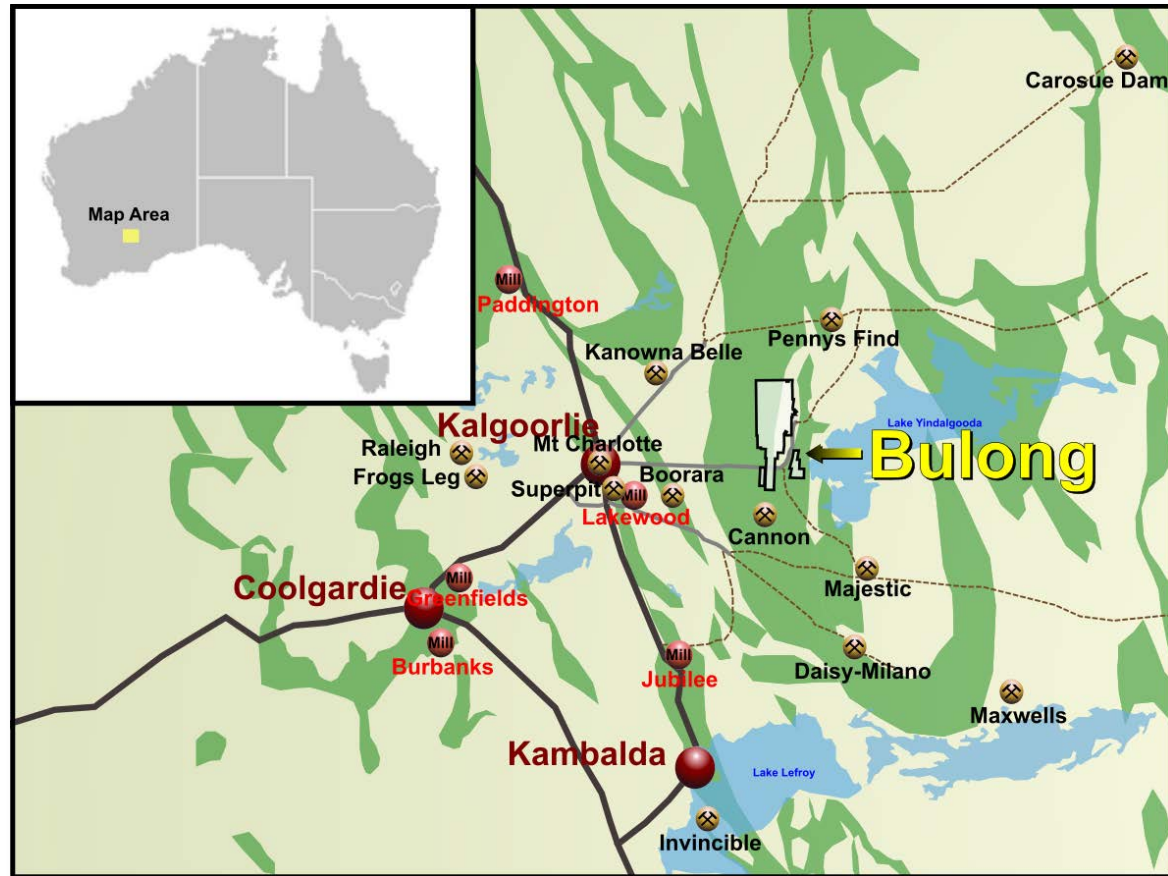 Map Area
Carosue Dam
Mill
Paddington
Pennys Find
Kanowna Belle
Kalgoorlie
Lake Yindalgooda
Mt Charlotte
Raleigh
Bulong
Frogs Leg
Boorara
Superpit
Mill
Lakewood
Cannon
Mill
Coolgardie
Greenfields
Majestic
Mill
Burbanks
Mill
Jubilee
Daisy-Milano
Maxwells
Kambalda
Lake Lefroy
Invincible